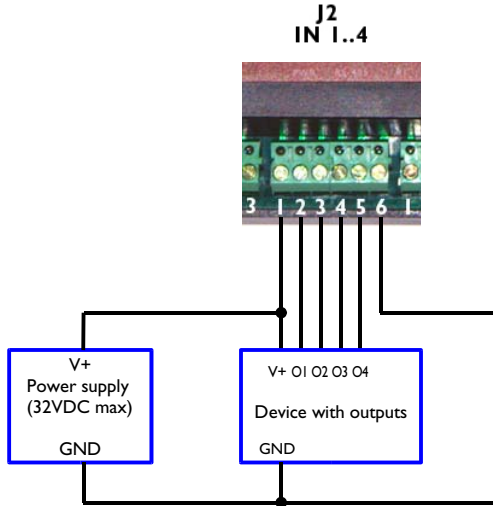 J2
IN 1..4
3 1 2 3 4 5 6 1
V+
Power supply
(32VDC max)
GND
V+ O1 O2 O3 O4
Device with outputs
GND